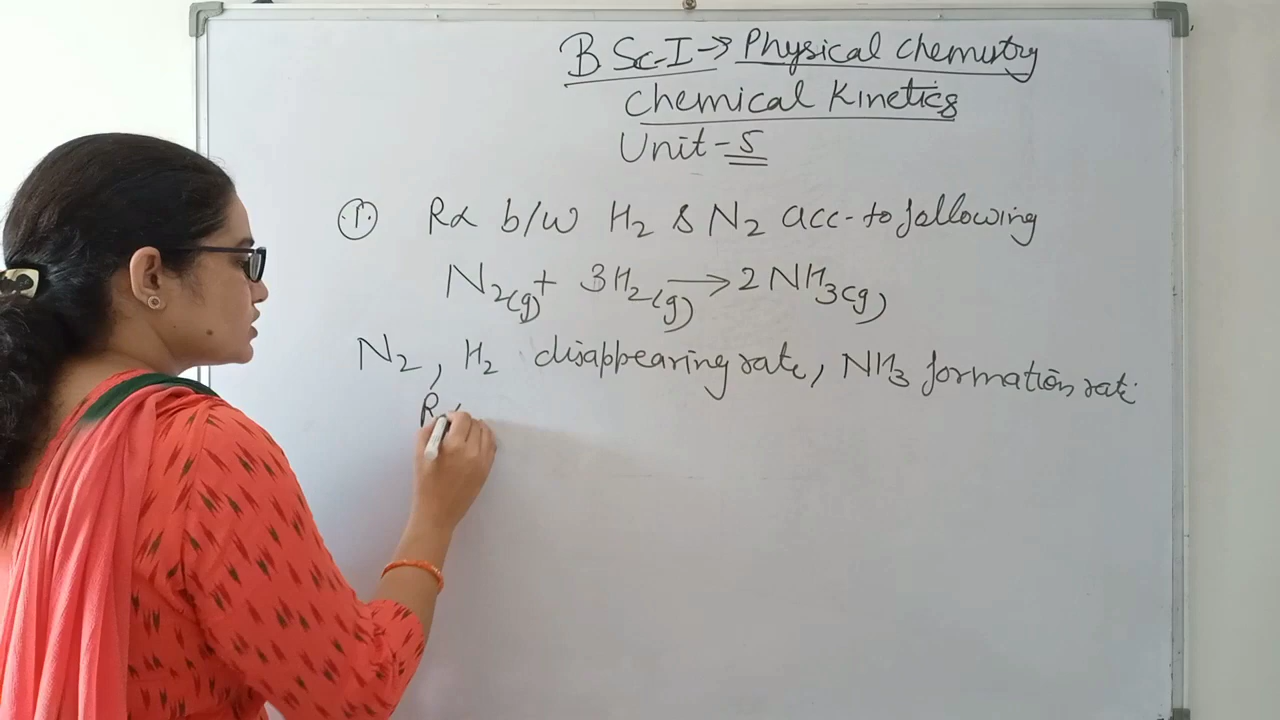 B.Sc-I → Physical chemistry
Chemical Kinetics
Unit-5
(1) Rx b/w H2 & N2 acc-to following
N2(g) + 3H2(g) → 2NH3(g)
N2, H2 disappearing rate, NH3 formation rate
R